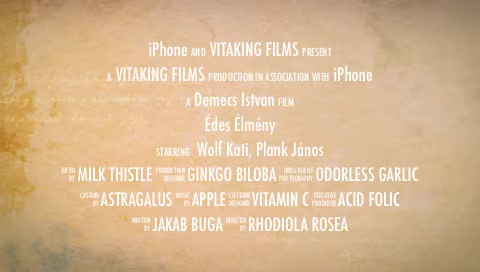 iPhone AND VITAKING FILMS PRESENT
A VITAKING FILMS PRODUCTION IN ASSOCIATION WITH iPhone
A Demecs Istvan FILM
Édes Élmény
STARRING Wolf Kati, Plank János
EDITED BY MILK THISTLE PRODUCTION DESIGNER GINKGO BILOBA DIRECTOR OF PHOTOGRAPHY ODORLESS GARLIC
CASTING BY ASTRAGALUS MUSIC BY APPLE COSTUME DESIGNER VITAMIN C EXECUTIVE PRODUCER ACID FOLIC
WRITTEN BY JAKAB BUGA DIRECTED BY RHODIOLA ROSEA